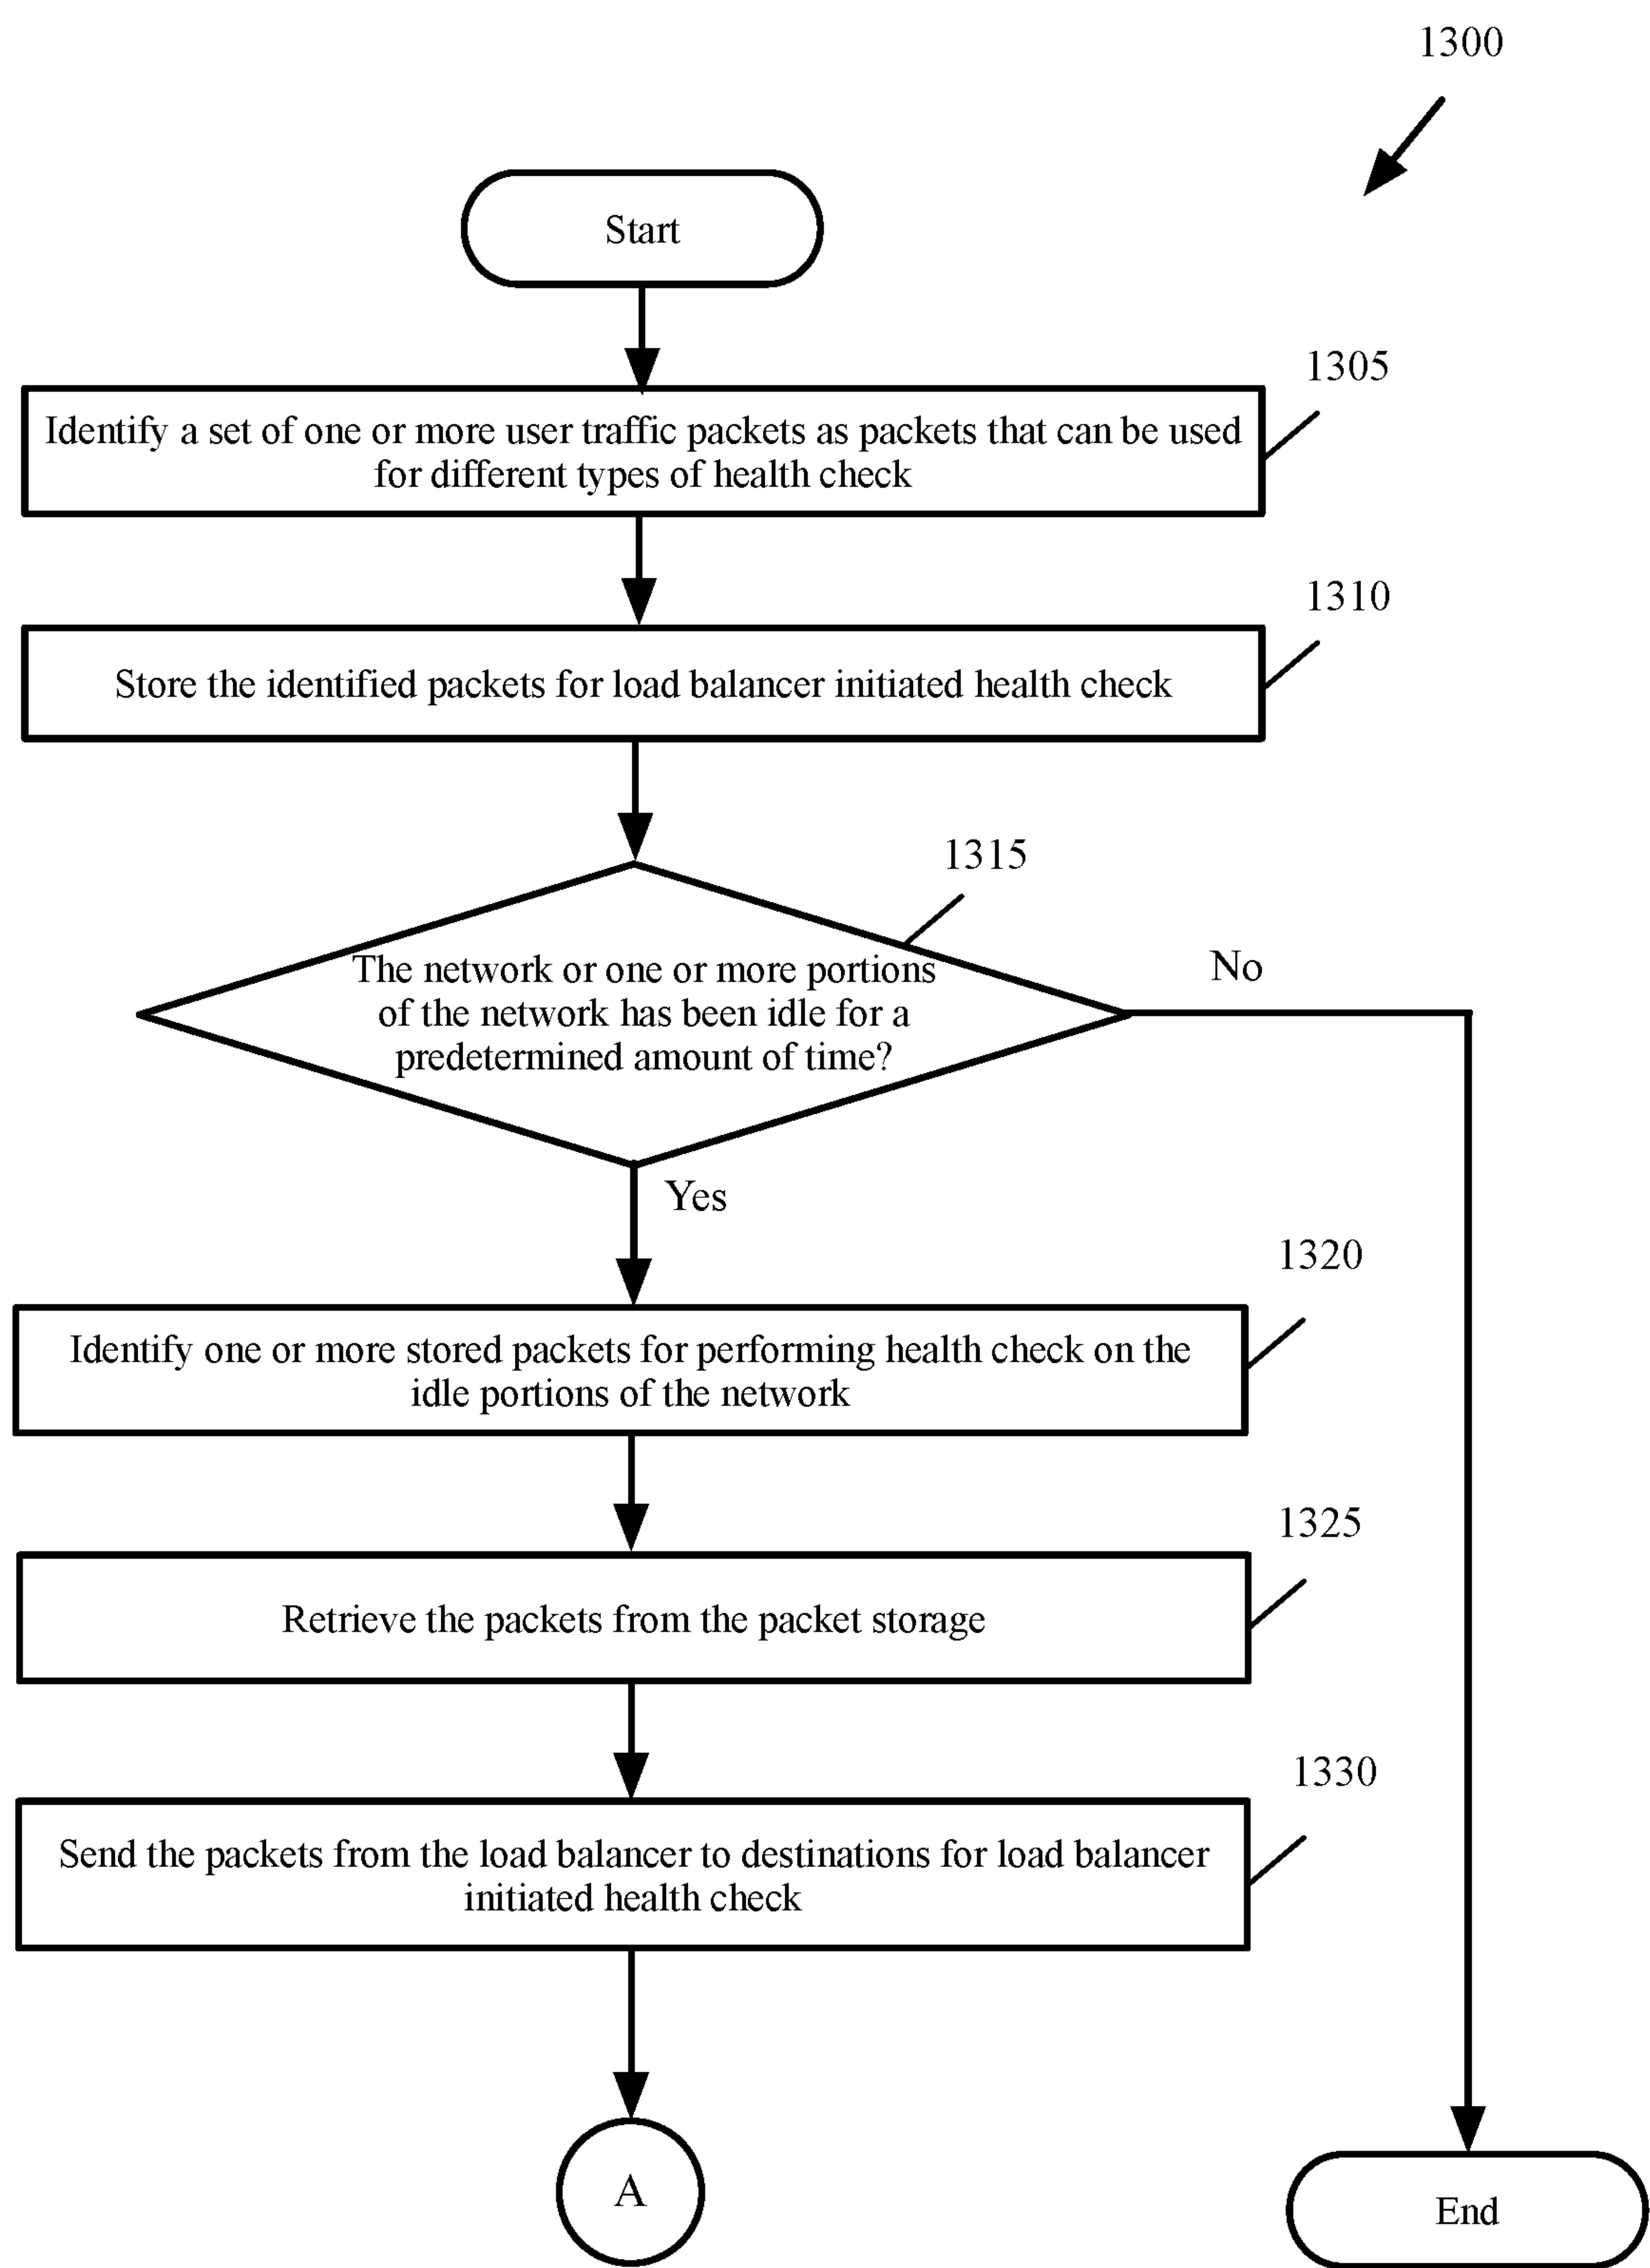 1300
Start
1305
Identify a set of one or more user traffic packets as packets that can be used
for different types of health check
1310
Store the identified packets for load balancer initiated health check
1315
The network or one or more portions
of the network has been idle for a
predetermined amount of time?
No
Yes
1320
Identify one or more stored packets for performing health check on the
idle portions of the network
1325
Retrieve the packets from the packet storage
1330
Send the packets from the load balancer to destinations for load balancer
initiated health check
A
End